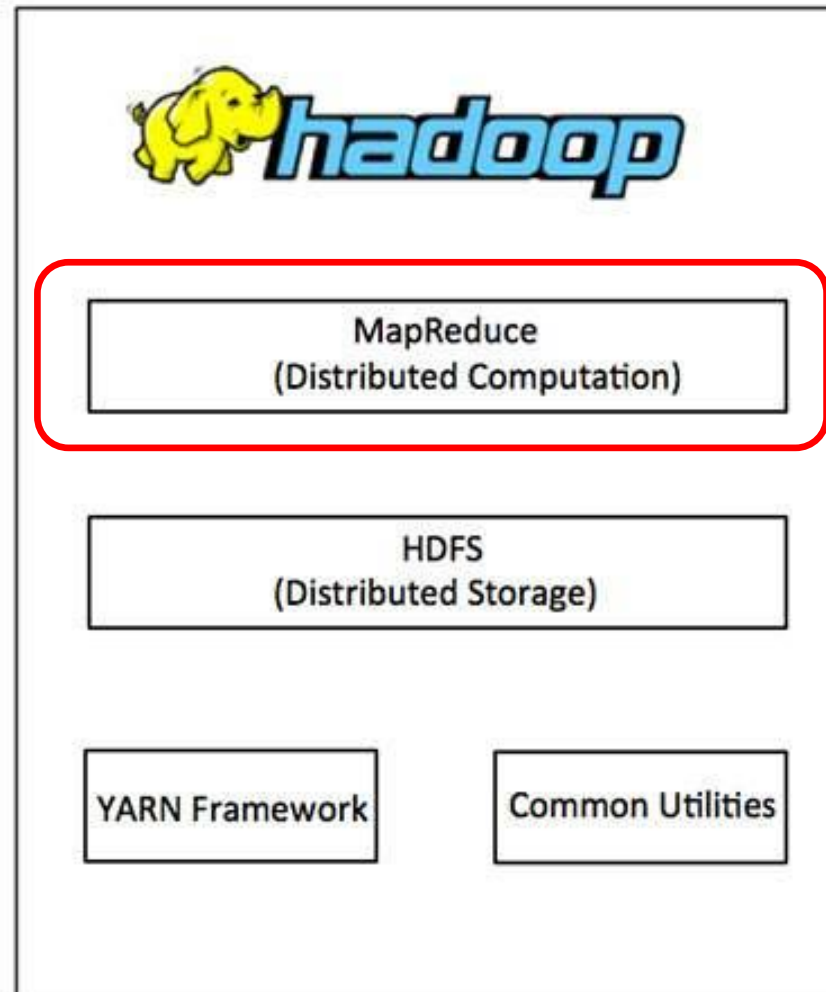 hadoop
MapReduce
(Distributed Computation)
HDFS
(Distributed Storage)
YARN Framework
Common Utilities